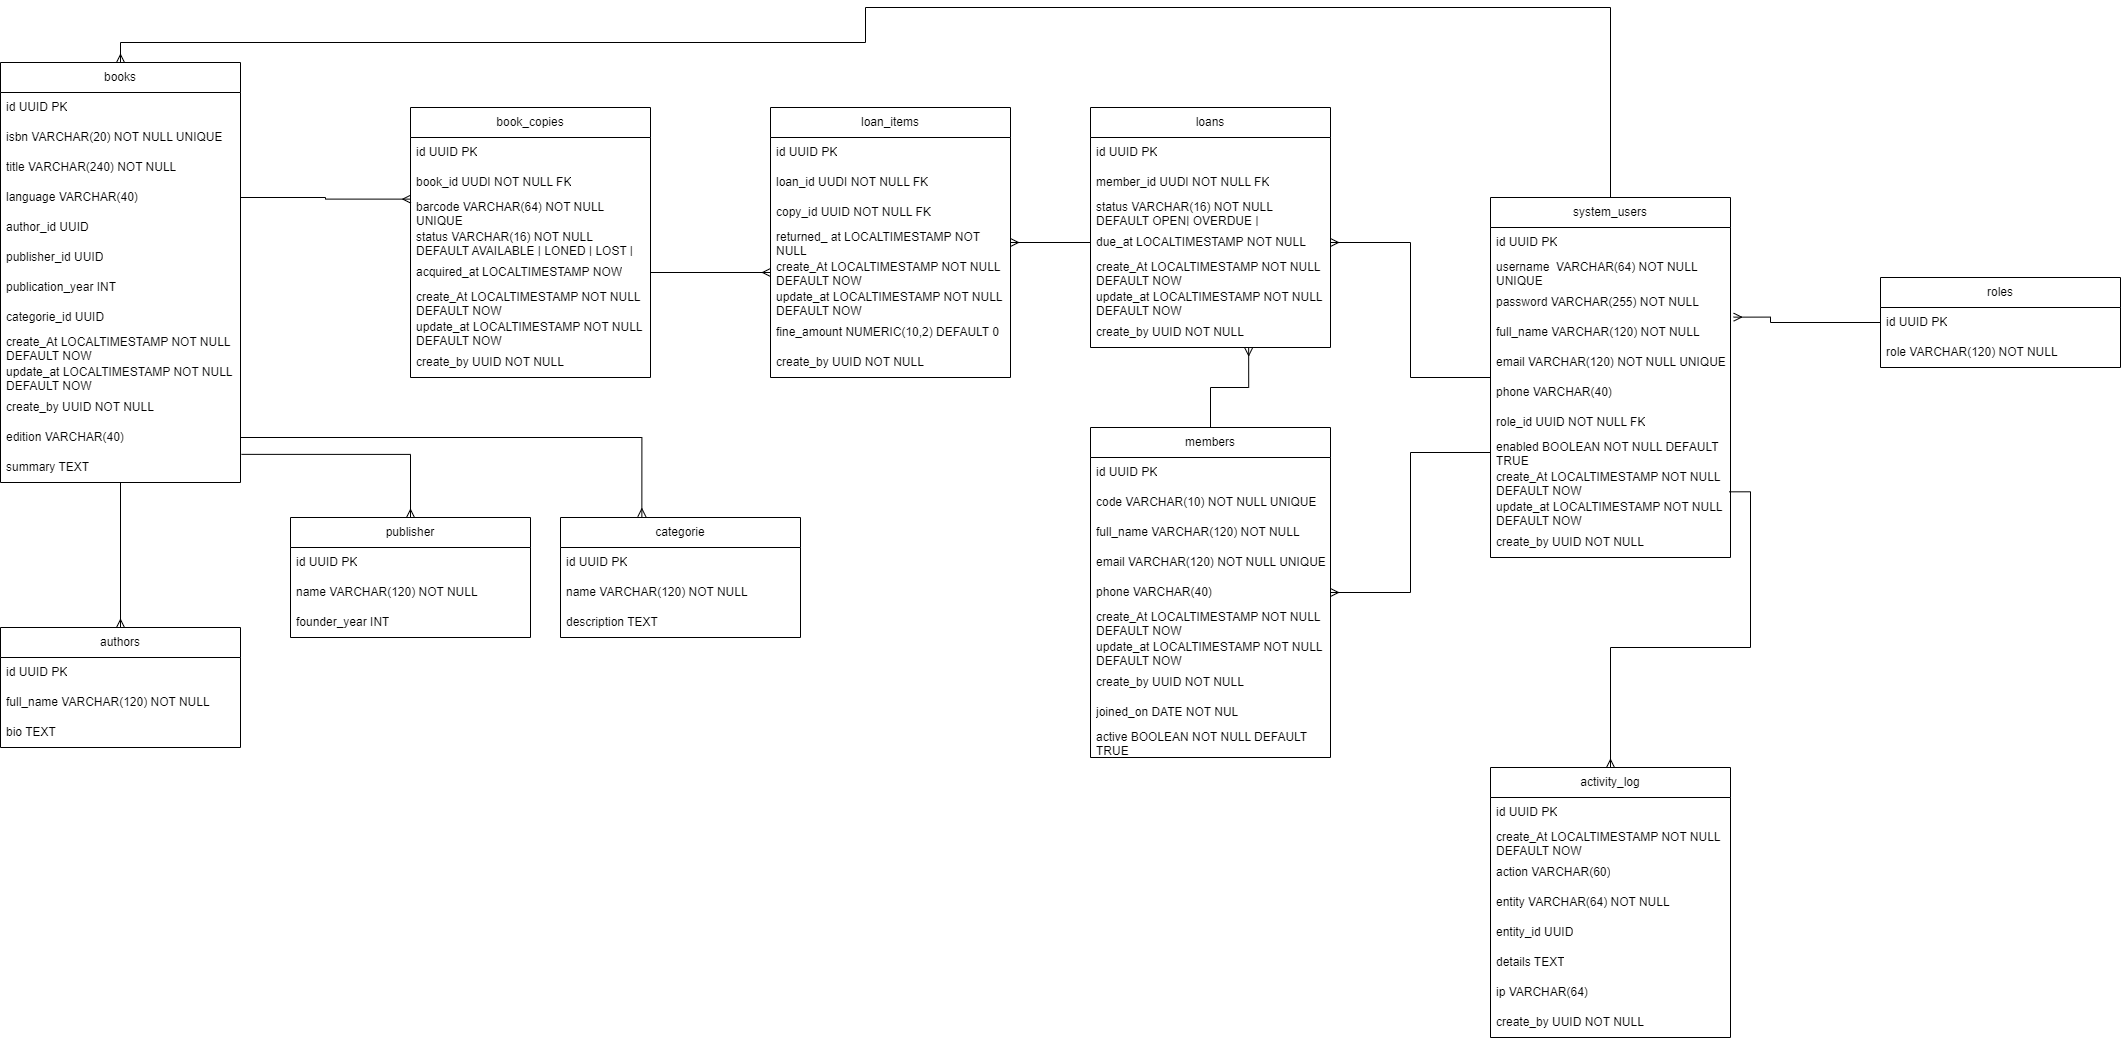 books
id UUID PK
isbn VARCHAR(20) NOT NULL UNIQUE
title VARCHAR(240) NOT NULL
language VARCHAR(40)
author_id UUID
publisher_id UUID
publication_year INT
categorie_id UUID
create_At LOCALTIMESTAMP NOT NULL
DEFAULT NOW
update_at LOCALTIMESTAMP NOT NULL
DEFAULT NOW
create_by UUID NOT NULL
edition VARCHAR(40)
summary TEXT
book_copies
id UUID PK
book_id UUDI NOT NULL FK
barcode VARCHAR(64) NOT NULL
UNIQUE
status VARCHAR(16) NOT NULL
DEFAULT AVAILABLE | LONED | LOST |
acquired_at LOCALTIMESTAMP NOW
create_At LOCALTIMESTAMP NOT NULL
DEFAULT NOW
update_at LOCALTIMESTAMP NOT NULL
DEFAULT NOW
create_by UUID NOT NULL
loan_items
id UUID PK
loan_id UUDI NOT NULL FK
copy_id UUID NOT NULL FK
returned_ at LOCALTIMESTAMP NOT
NULL
create_At LOCALTIMESTAMP NOT NULL
DEFAULT NOW
update_at LOCALTIMESTAMP NOT NULL
DEFAULT NOW
fine_amount NUMERIC(10,2) DEFAULT 0
create_by UUID NOT NULL
loans
id UUID PK
member_id UUDI NOT NULL FK
status VARCHAR(16) NOT NULL
DEFAULT OPEN| OVERDUE |
due_at LOCALTIMESTAMP NOT NULL
create_At LOCALTIMESTAMP NOT NULL
DEFAULT NOW
update_at LOCALTIMESTAMP NOT NULL
DEFAULT NOW
create_by UUID NOT NULL
system_users
id UUID PK
username  VARCHAR(64) NOT NULL
UNIQUE
password VARCHAR(255) NOT NULL
full_name VARCHAR(120) NOT NULL
email VARCHAR(120) NOT NULL UNIQUE
phone VARCHAR(40)
role_id UUID NOT NULL FK
enabled BOOLEAN NOT NULL DEFAULT
TRUE
create_At LOCALTIMESTAMP NOT NULL
DEFAULT NOW
update_at LOCALTIMESTAMP NOT NULL
DEFAULT NOW
create_by UUID NOT NULL
roles
id UUID PK
role VARCHAR(120) NOT NULL
members
id UUID PK
code VARCHAR(10) NOT NULL UNIQUE
full_name VARCHAR(120) NOT NULL
email VARCHAR(120) NOT NULL UNIQUE
phone VARCHAR(40)
create_At LOCALTIMESTAMP NOT NULL
DEFAULT NOW
update_at LOCALTIMESTAMP NOT NULL
DEFAULT NOW
create_by UUID NOT NULL
joined_on DATE NOT NUL
active BOOLEAN NOT NULL DEFAULT
TRUE
publisher
id UUID PK
name VARCHAR(120) NOT NULL
founder_year INT
categorie
id UUID PK
name VARCHAR(120) NOT NULL
description TEXT
authors
id UUID PK
full_name VARCHAR(120) NOT NULL
bio TEXT
activity_log
id UUID PK
create_At LOCALTIMESTAMP NOT NULL
DEFAULT NOW
action VARCHAR(60)
entity VARCHAR(64) NOT NULL
entity_id UUID
details TEXT
ip VARCHAR(64)
create_by UUID NOT NULL